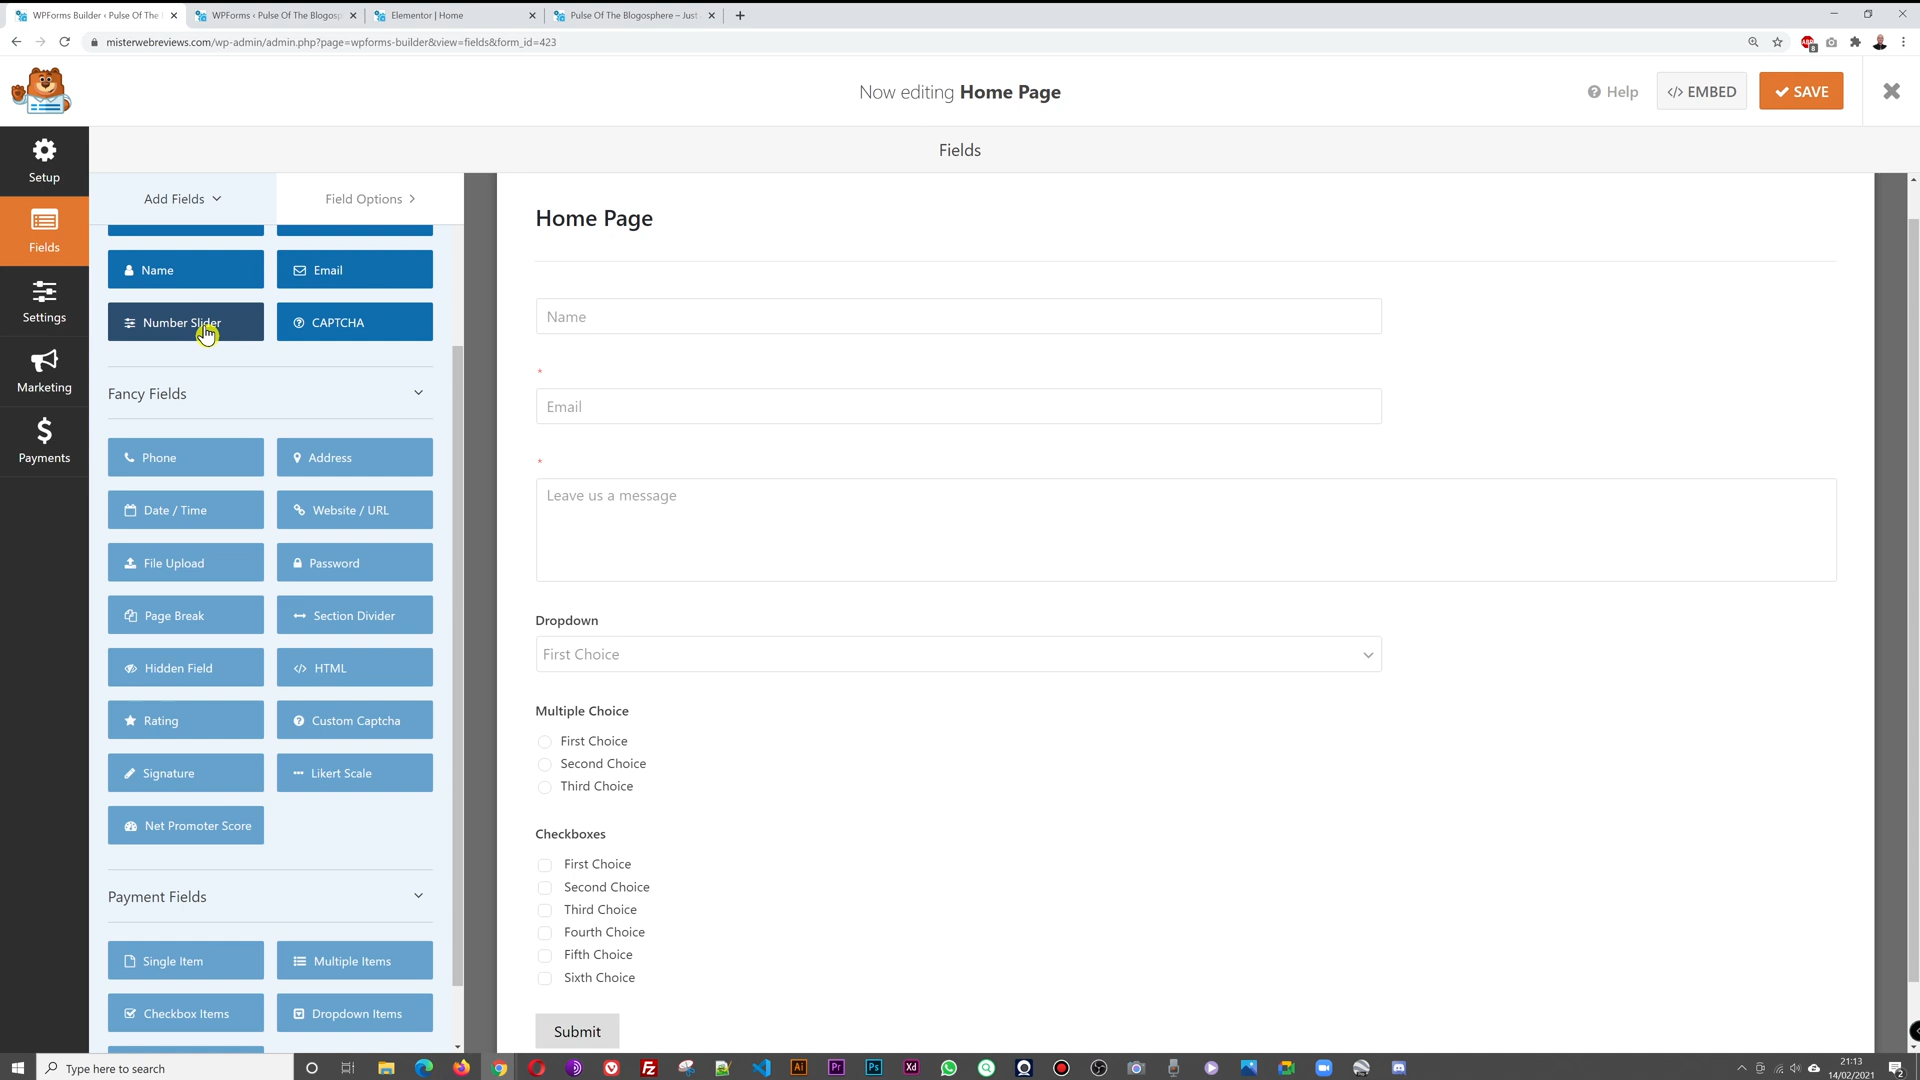 WPForms Builder ‹ Pulse Of The
WPForms ‹ Pulse Of The Blogosp
Elementor | Home
Pulse Of The Blogosphere – Just
misterwebreviews.com/wp-admin/admin.php?page=wpforms-builder&view=fields&form_id=423
Now editing Home Page
Help
</> EMBED
SAVE
Fields
Setup
Fields
Settings
Marketing
Payments
Add Fields
Field Options
Name
Email
Number Slider
CAPTCHA
Fancy Fields
Phone
Address
Date / Time
Website / URL
File Upload
Password
Page Break
Section Divider
Hidden Field
</> HTML
Rating
Custom Captcha
Signature
Likert Scale
Net Promoter Score
Payment Fields
Single Item
Multiple Items
Checkbox Items
Dropdown Items
Home Page
Name
*
Email
*
Leave us a message
Dropdown
First Choice
Multiple Choice
First Choice
Second Choice
Third Choice
Checkboxes
First Choice
Second Choice
Third Choice
Fourth Choice
Fifth Choice
Sixth Choice
Submit
Type here to search
21:13
14/02/2021